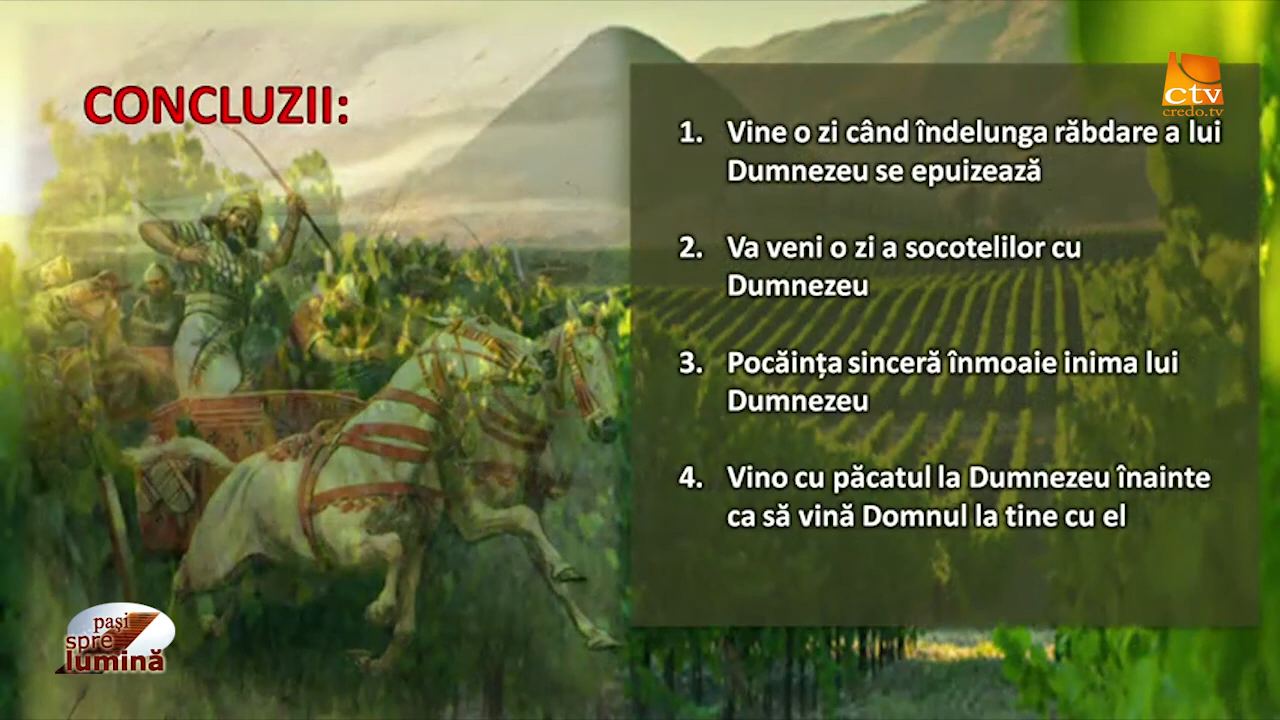 CONCLUZII:
ctv
credo.tv
1. Vine o zi când îndelunga răbdare a lui
Dumnezeu se epuizează
2. Va veni o zi a socotelilor cu
Dumnezeu
3. Pocăința sinceră înmoaie inima lui
Dumnezeu
4. Vino cu păcatul la Dumnezeu înainte
ca să vină Domnul la tine cu el
pași
spre
lumină